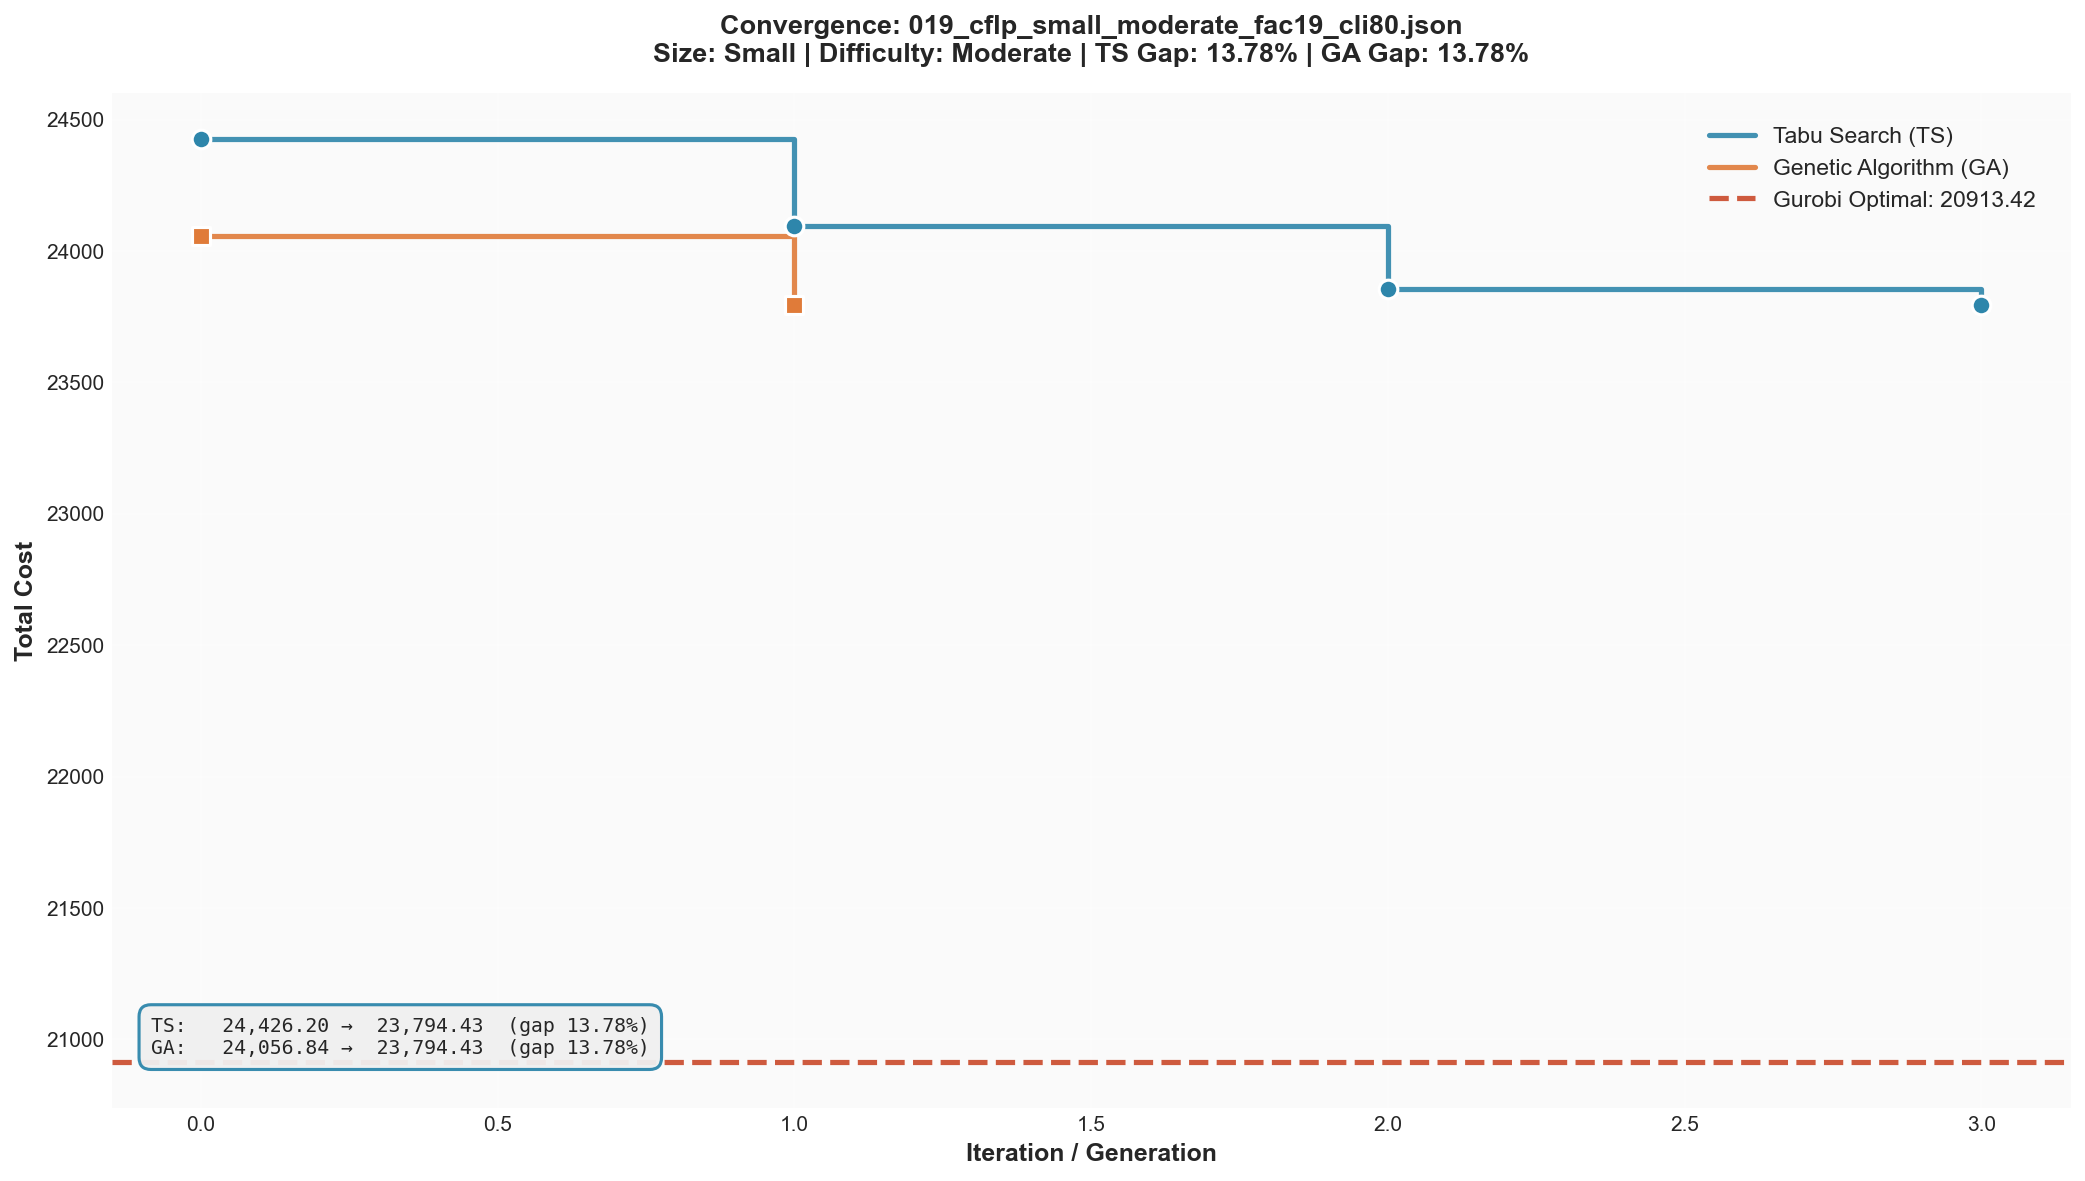 Convergence: 019_cflp_small_moderate_fac19_cli80.json
Size: Small | Difficulty: Moderate | TS Gap: 13.78% | GA Gap: 13.78%
Tabu Search (TS)
Genetic Algorithm (GA)
Gurobi Optimal: 20913.42
Total Cost
24500
24000
23500
23000
22500
22000
21500
21000
TS:   24,426.20 →  23,794.43  (gap 13.78%)
GA:   24,056.84 →  23,794.43  (gap 13.78%)
0.0 0.5 1.0 1.5 2.0 2.5 3.0
Iteration / Generation